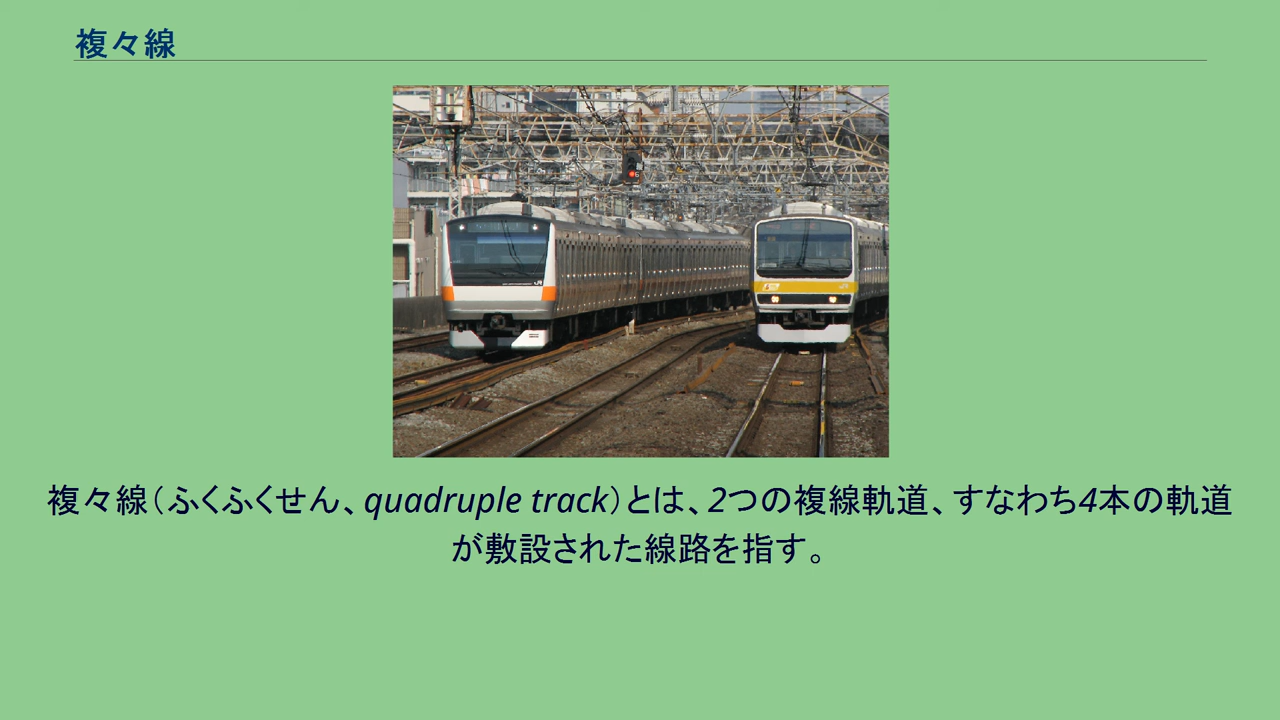 複々線
複々線（ふくふくせん、quadruple track）とは、2つの複線軌道、すなわち4本の軌道
が敷設された線路を指す。